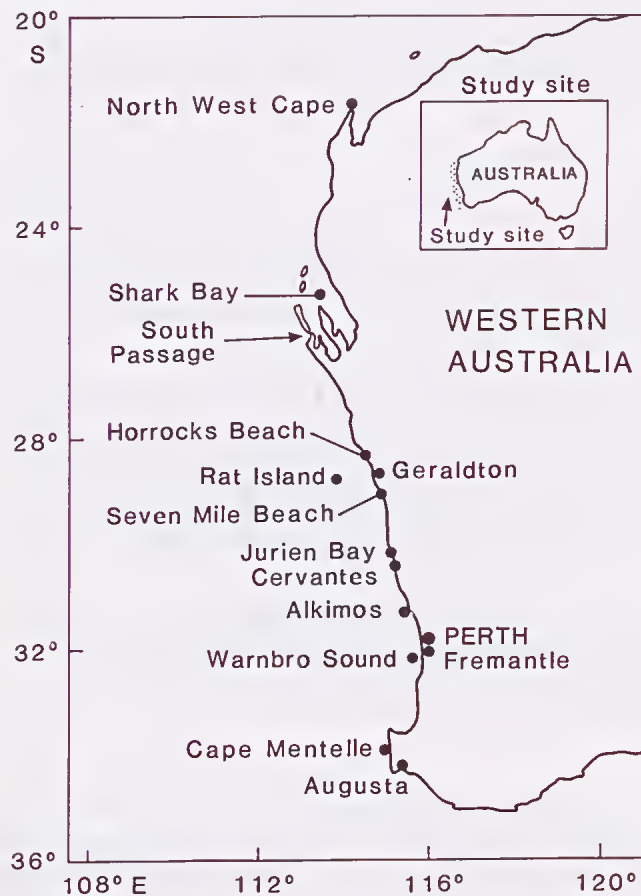 20°
S
Study site
North West Cape
AUSTRALIA
Study site
24°
Shark Bay
South
Passage
WESTERN
AUSTRALIA
28°
Horrocks Beach
Rat Island
Geraldton
Seven Mile Beach
Jurien Bay
Cervantes
Alkimos
PERTH
32°
Warnbro Sound
Fremantle
Cape Mentelle
Augusta
36°
108° E
112°
116°
120°